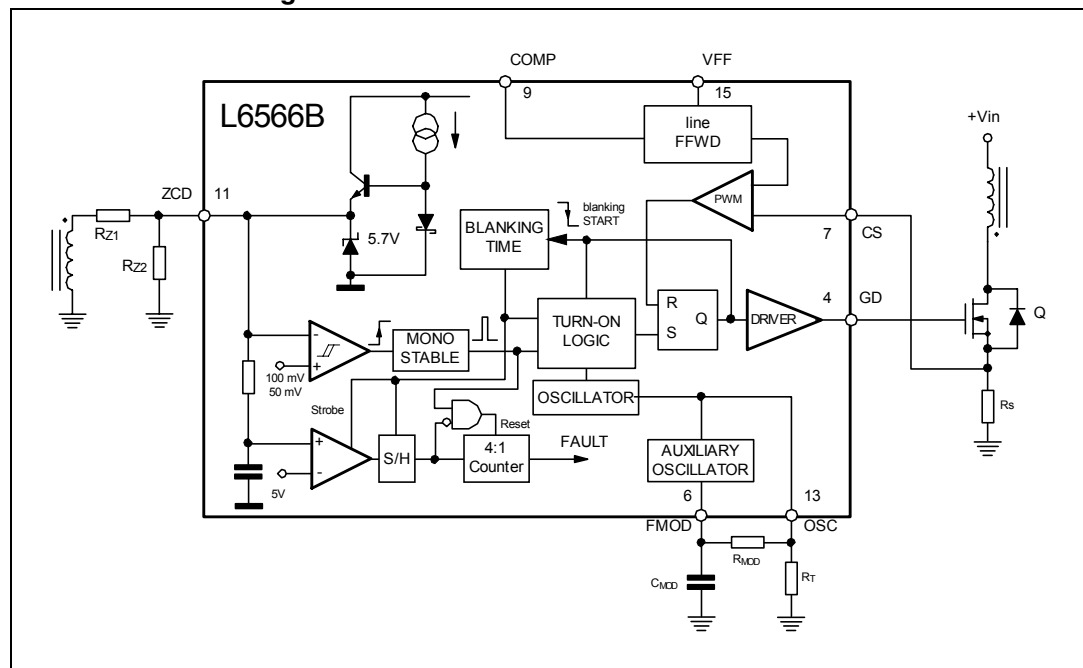 g
COMP
VFF
9
15
L6566B
line
FFWD
+Vin
ZCD
11
PWM
blanking
START
BLANKING
TIME
5.7V
RZ1
RZ2
7
CS
4
GD
R
S
Q
DRIVER
Q
TURN-ON
LOGIC
MONO
STABLE
100 mV
50 mV
-
+
OSCILLATOR
Strobe
Reset
Rs
+
-
S/H
4:1
Counter
FAULT
AUXILIARY
OSCILLATOR
5V
6
13
FMOD
OSC
RMOD
CMOD
RT